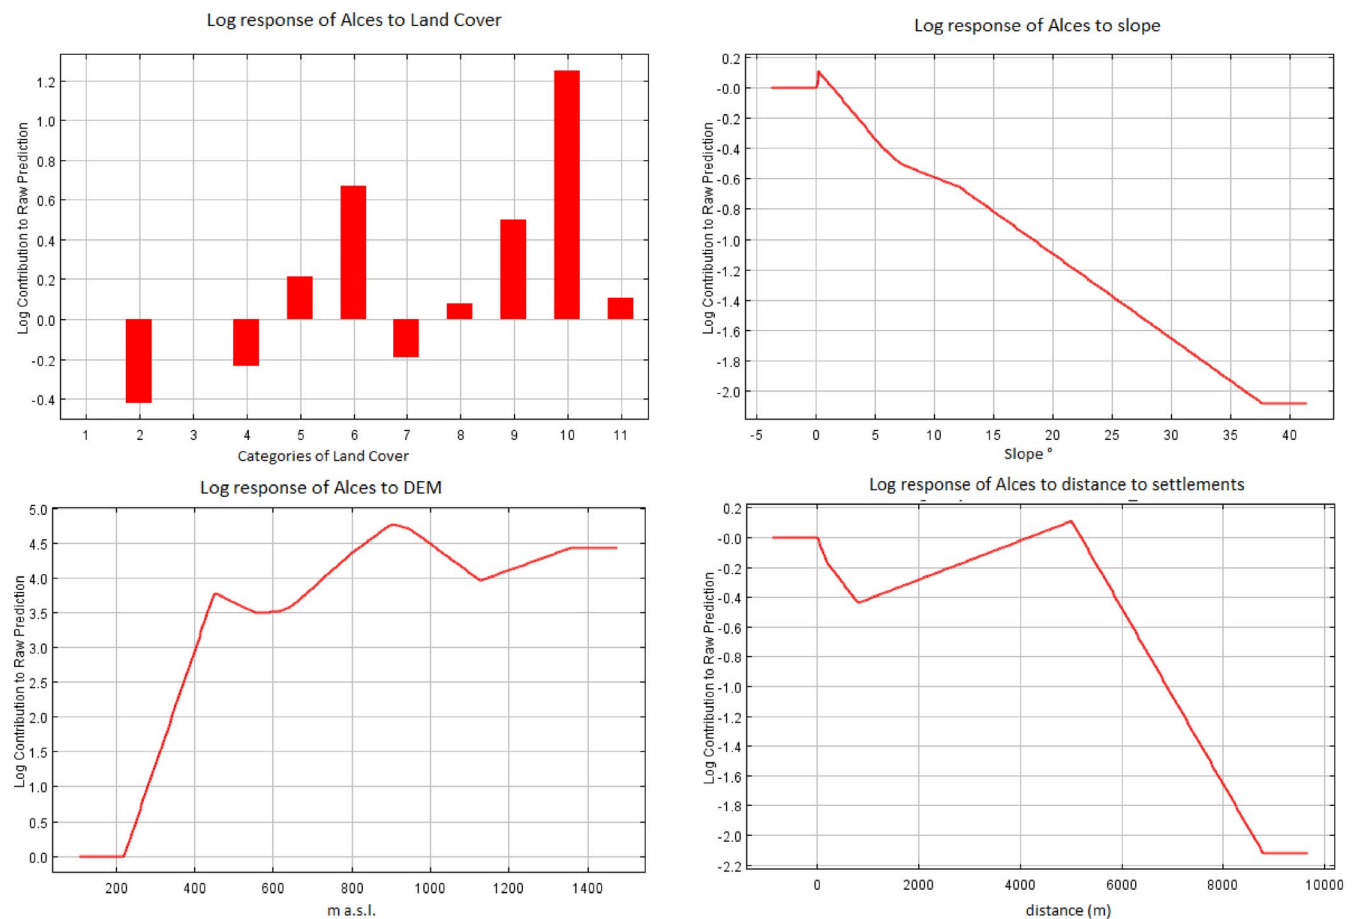 Log response of Alces to Land Cover
Log Contribution to Raw Prediction
1.2
1.0
0.8
0.6
0.4
0.2
0.0
-0.2
-0.4
1 2 3 4 5 6 7 8 9 10 11
Categories of Land Cover
Log response of Alces to slope
Log Contribution to Raw Prediction
0.2
-0.0
-0.2
-0.4
-0.6
-0.8
-1.0
-1.2
-1.4
-1.6
-1.8
-2.0
-5 0 5 10 15 20 25 30 35 40
Slope °
Log response of Alces to DEM
Log Contribution to Raw Prediction
5.0
4.5
4.0
3.5
3.0
2.5
2.0
1.5
1.0
0.5
0.0
200 400 600 800 1000 1200 1400
m a.s.l.
Log response of Alces to distance to settlements
Log Contribution to Raw Prediction
0.2
-0.0
-0.2
-0.4
-0.6
-0.8
-1.0
-1.2
-1.4
-1.6
-1.8
-2.0
-2.2
0 2000 4000 6000 8000 10000
distance (m)